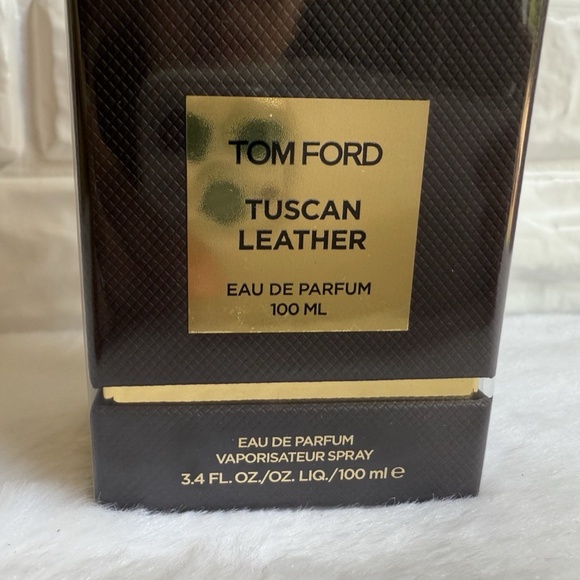 TOM FORD
TUSCAN
LEATHER
EAU DE PARFUM
100 ML
EAU DE PARFUM
VAPORISATEUR SPRAY
3.4 FL. OZ./OZ. LIQ./100 ml ℮